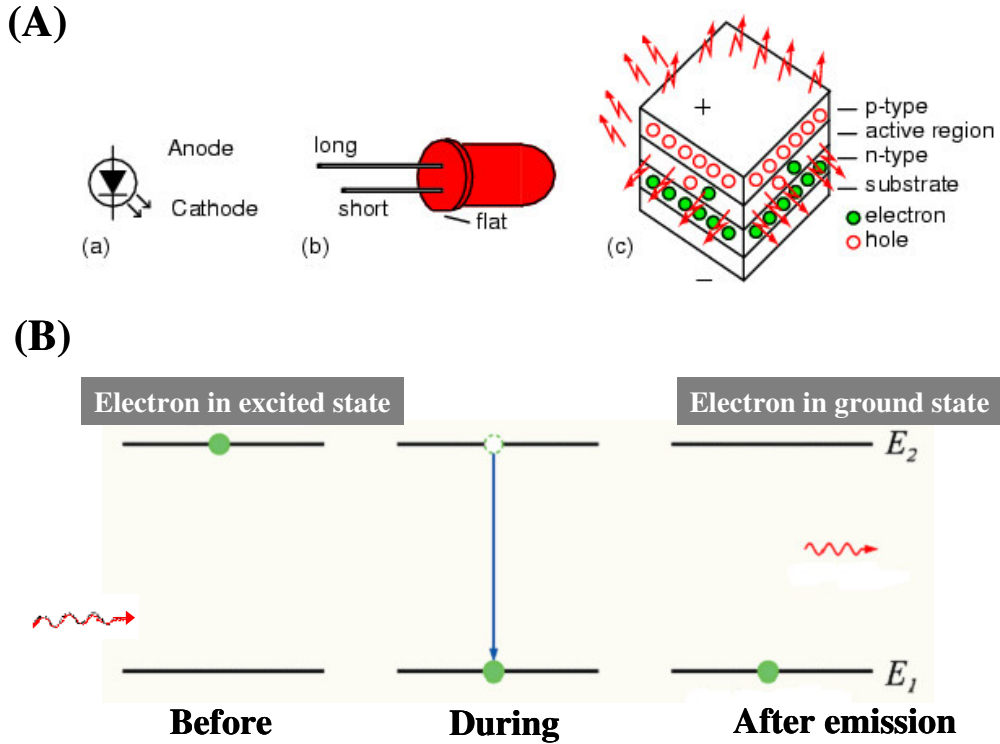 (A)
Anode
Cathode
(a)
long
short
flat
(b)
+
p-type
active region
n-type
substrate
electron
hole
(c)
−
(B)
Electron in excited state
Electron in ground state
E2
E1
Before
During
After emission